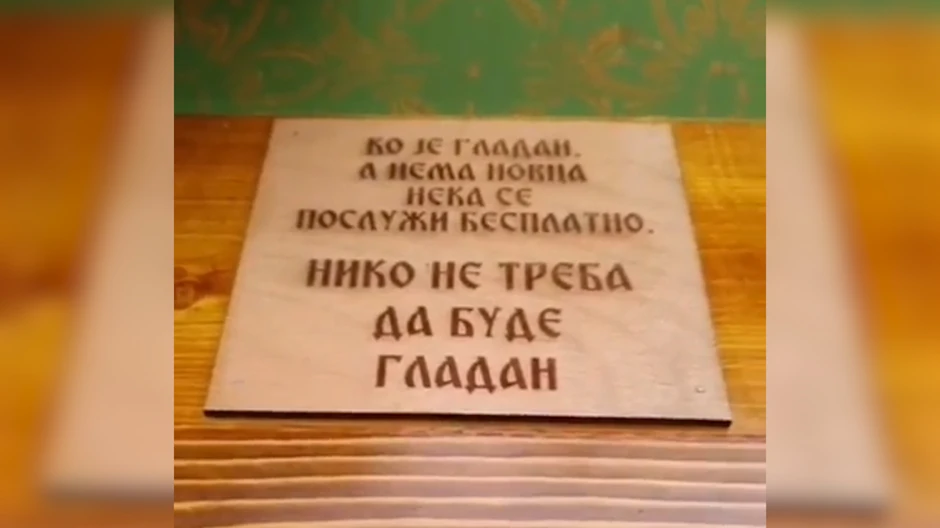 КО ЈЕ ГЛАДАН,
А НЕМА НОВЦА
НЕКА СЕ
ПОСЛУЖИ БЕСПЛАТНО.
НИКО НЕ ТРЕБА
ДА БУДЕ
ГЛАДАН